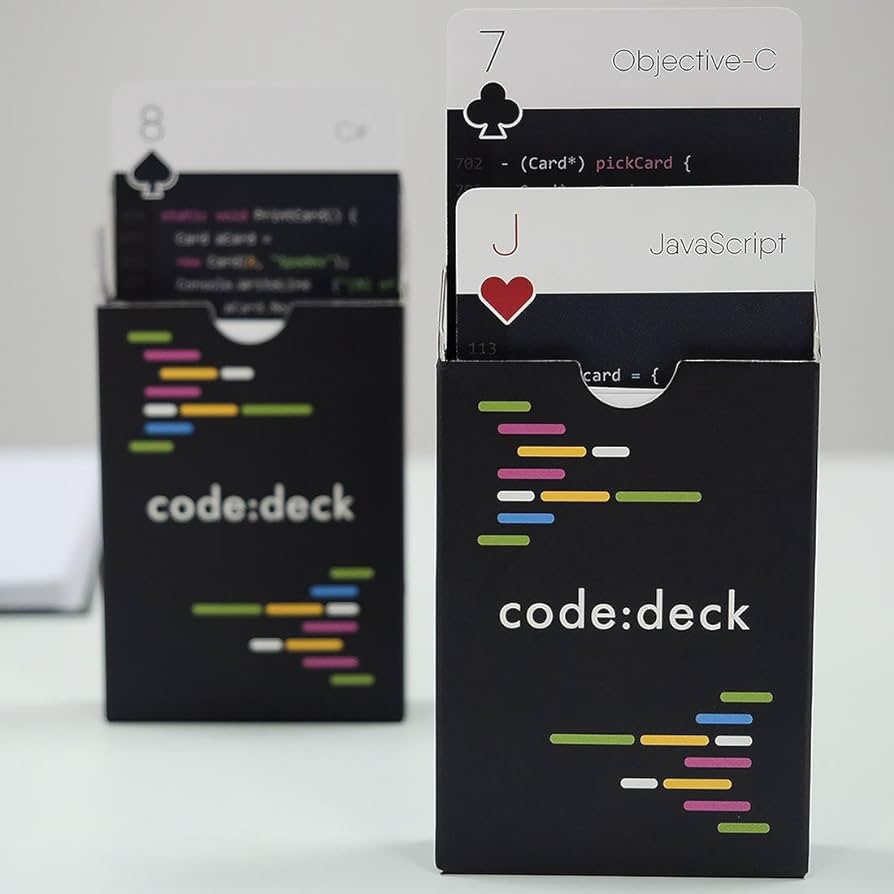 8
C#
static void PrintCard() {
Card aCard =
new Card(8, "Spades");
Console.WriteLine
code:deck
7
Objective-C
702 - (Card*) pickCard {
J
JavaScript
113
card = {
code:deck